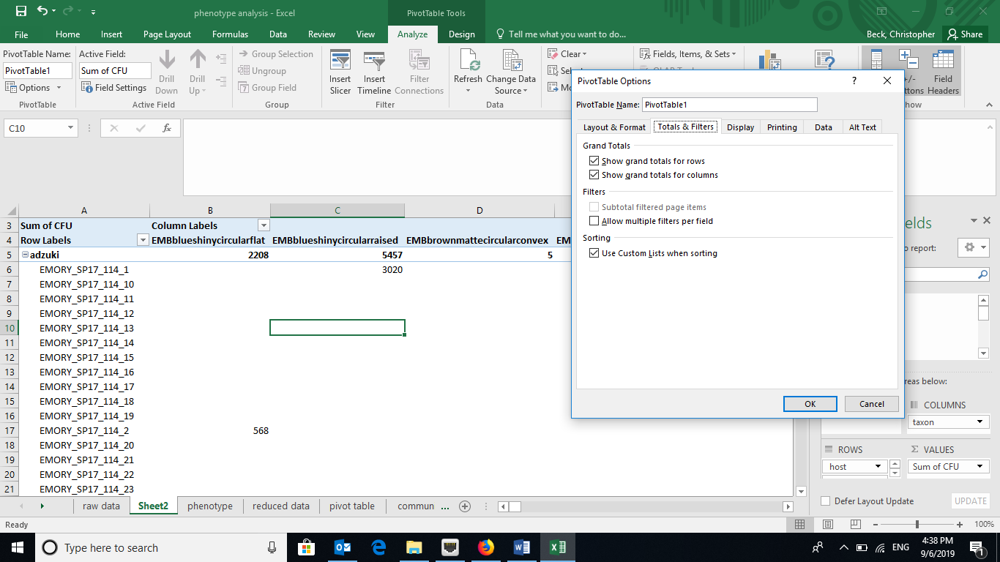 phenotype analysis - Excel
PivotTable Tools
File Home Insert Page Layout Formulas Data Review View Analyze Design Tell me what you want to do... Beck, Christopher Share
PivotTable Name:
PivotTable1
Options
PivotTable
Active Field:
Sum of CFU
Field Settings
Drill Down
Drill Up
Active Field
Group Selection
Ungroup
Group Field
Group
Insert Slicer
Insert Timeline
Filter Connections
Filter
Refresh
Change Data Source
Data
Clear
Fields, Items, & Sets
Field Headers
C10
fx
PivotTable Options
PivotTable Name: PivotTable1
Layout & Format Totals & Filters Display Printing Data Alt Text
Grand Totals
Show grand totals for rows
Show grand totals for columns
Filters
Subtotal filtered page items
Allow multiple filters per field
Sorting
Use Custom Lists when sorting
OK Cancel
A B C D
3 Sum of CFU Column Labels
4 Row Labels EMBblueshinycircularflat EMBblueshinycircularraised EMBbrownmattecircularconvex EM
5 adzuki 2208 5457 5
6 EMORY_SP17_114_1 3020
7 EMORY_SP17_114_10
8 EMORY_SP17_114_11
9 EMORY_SP17_114_12
10 EMORY_SP17_114_13
11 EMORY_SP17_114_14
12 EMORY_SP17_114_15
13 EMORY_SP17_114_16
14 EMORY_SP17_114_17
15 EMORY_SP17_114_18
16 EMORY_SP17_114_19
17 EMORY_SP17_114_2 568
18 EMORY_SP17_114_20
19 EMORY_SP17_114_21
20 EMORY_SP17_114_22
21 EMORY_SP17_114_23
elds
o report:
reas below:
COLUMNS
taxon
ROWS
host
Σ VALUES
Sum of CFU
Defer Layout Update UPDATE
raw data Sheet2 phenotype reduced data pivot table commun ...
Ready 100%
Type here to search
ENG
4:38 PM
9/6/2019
1